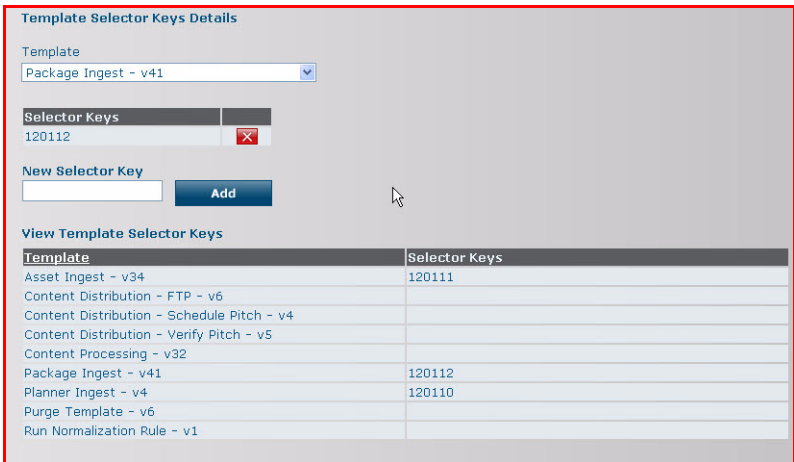 Template Selector Keys Details
Template
Package Ingest - v41
Selector Keys
120112
New Selector Key
Add
View Template Selector Keys
Template Selector Keys
Asset Ingest - v34 120111
Content Distribution - FTP - v6
Content Distribution - Schedule Pitch - v4
Content Distribution - Verify Pitch - v5
Content Processing - v32
Package Ingest - v41 120112
Planner Ingest - v4 120110
Purge Template - v6
Run Normalization Rule - v1